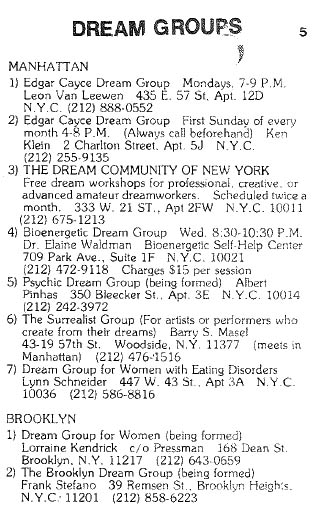 DREAM GROUPS
5
MANHATTAN
1) Edgar Cayce Dream Group Mondays, 7-9 P.M.
Leon Van Leewen 435 E. 57 St. Apt. 12D
N.Y.C. (212) 888-0552
2) Edgar Cayce Dream Group First Sunday of every
month 4-8 P.M. (Always call beforehand) Ken
Klein 2 Charlton Street, Apt. 5J N.Y.C.
(212) 255-9135
3) THE DREAM COMMUNITY OF NEW YORK
Free dream workshops for professional, creative, or
advanced amateur dreamworkers. Scheduled twice a
month. 333 W. 21 ST., Apt 2FW N.Y.C. 10011
(212) 675-1213
4) Bioenergetic Dream Group Wed. 8:30-10:30 P.M.
Dr. Elaine Waldman Bioenergetic Self-Help Center
709 Park Ave., Suite 1F N.Y.C. 10021
(212) 472-9118 Charges $15 per session
5) Psychic Dream Group (being formed) Albert
Pinhas 350 Bleecker St., Apt. 3E N.Y.C. 10014
(212) 242-3972
6) The Surrealist Group (For artists or performers who
create from their dreams) Barry S. Masel
43-19 57th St. Woodside, N.Y. 11377 (meets in
Manhattan) (212) 476-1516
7) Dream Group for Women with Eating Disorders
Lynn Schneider 447 W. 43 St., Apt 3A N.Y.C.
10036 (212) 586-8816
BROOKLYN
1) Dream Group for Women (being formed)
Lorraine Kendrick c/o Pressman 168 Dean St.
Brooklyn, N.Y. 11217 (212) 643-0659
2) The Brooklyn Dream Group (being formed)
Frank Stefano 39 Remsen St., Brooklyn Heights,
N.Y.C. 11201 (212) 858-6223